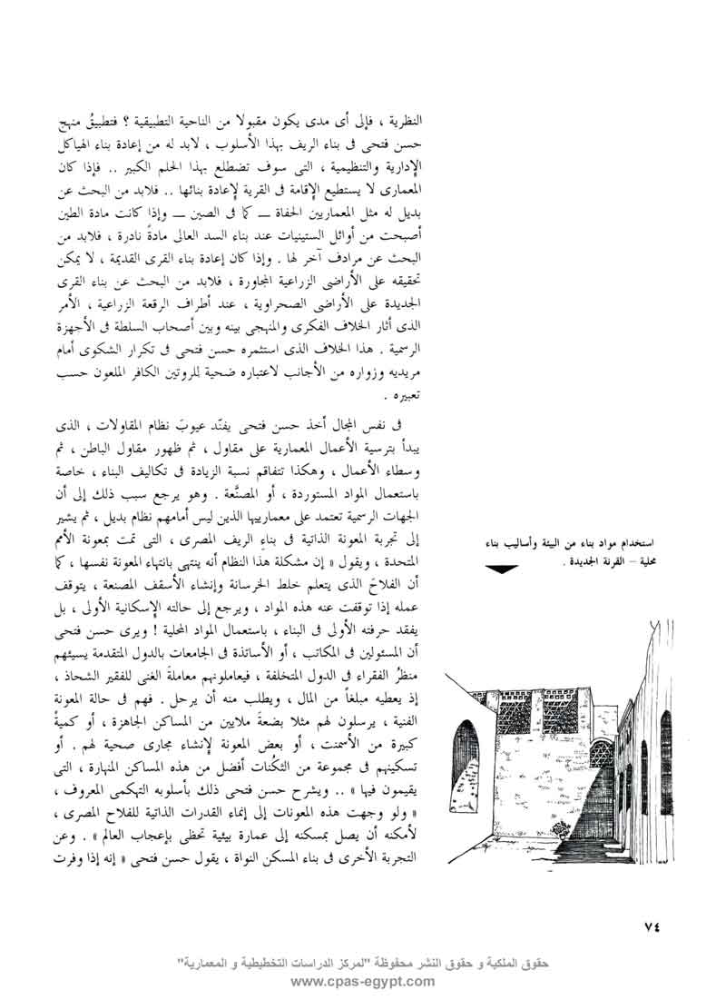 النظرية ، فإلى أى مدى يكون مقبولا من الناحية التطبيقية ؟ فتطبيقُ منهج
حسن فتحى فى بناء الريف بهذا الأسلوب ، لابد له من إعادة بناء الهياكل
الإدارية والتنظيمية ، التى سوف تضطلع بهذا الحلم الكبير .. فإذا كان
المعمارى لا يستطيع الإقامة فى القرية لإعادة بنائها .. فلابد من البحث عن
بديل له مثل المعماريين الحفاة ـــ كما فى الصين ـــ وإذا كانت مادة الطين
أصبحت من أوائل الستينيات عند بناء السد العالى مادةً نادرة ، فلابد من
البحث عن مرادف آخر لها . وإذا كان إعادة بناء القرى القديمة ، لا يمكن
تحقيقه على الأراضى الزراعية المجاورة ، فلابد من البحث عن بناء القرى
الجديدة على الأراضى الصحراوية ، عند أطراف الرقعة الزراعية ، الأمر
الذى أثار الخلاف الفكرى والمنهجى بينه وبين أصحاب السلطة فى الأجهزة
الرسمية . هذا الخلاف الذى استثمره حسن فتحى فى تكرار الشكوى أمام
مريديه وزواره من الأجانب لاعتباره ضحية للروتين الكافر الملعون حسب
تعبيره .
فى نفس المجال أخذ حسن فتحى يفنّد عيوبَ نظام المقاولات ، الذى
يبدأ بترسية الأعمال المعمارية على مقاول ، ثم ظهور مقاول الباطن ، ثم
وسطاء الأعمال ، وهكذا تتفاقم نسبة الزيادة فى تكاليف البناء ، خاصة
باستعمال المواد المستوردة ، أو المصنَّعة . وهو يرجع سبب ذلك إلى أن
الجهات الرسمية تعتمد على معمارييها الذين ليس أمامهم نظام بديل ، ثم يشير
إلى تجربة المعونة الذاتية فى بناءِ الريف المصرى ، التى تمت بمعونة الأمم
المتحدة ، ويقول « إن مشكلة هذا النظام أنه ينتهى بانتهاء المعونة نفسها ، كما
أن الفلاحَ الذى يتعلم خلط الخرسانة وإنشاء الأسقف المصنعة ، يتوقف
عمله إذا توقفت عنه هذه المواد ، ويرجع إلى حالته الإسكانية الأولى ، بل
يفقد حرفته الأولى فى البناء ، باستعمال المواد المحلية ! ويرى حسن فتحى
أن المسئولين فى المكاتب ، أو الأساتذة فى الجامعات بالدول المتقدمة يسيئهم
منظرُ الفقراء فى الدول المتخلفة ، فيعاملونهم معاملةَ الغنى للفقير الشحاذ ،
إذ يعطيه مبلغاً من المال ، ويطلب منه أن يرحل . فهم فى حالة المعونة
الفنية ، يرسلون لهم مثلا بضعةَ ملايين من المساكن الجاهزة ، أو كميةً
كبيرة من الأسمنت ، أو بعض المعونة لإنشاء مجارى صحية لهم . أو
تسكينهم فى مجموعة من الثكُنات أفضل من هذه المساكن المنهارة ، التى
يقيمون فيها » .. ويشرح حسن فتحى ذلك بأسلوبه التهكمى المعروف ،
« ولو وجهت هذه المعونات إلى إنماء القدرات الذاتية للفلاح المصرى ،
لأمكنه أن يصل بمسكنه إلى عمارة بيئية تحظى بإعجاب العالم » . وعن
التجربة الأخرى فى بناء المسكن النواة ، يقول حسن فتحى « إنه إذا وفرت
استخدام مواد بناء من البيئة وأساليب بناء
محلية – القرنة الجديدة .
٧٤
حقوق الملكية و حقوق النشر محفوظة "لمركز الدراسات التخطيطية و المعمارية"
www.cpas-egypt.com